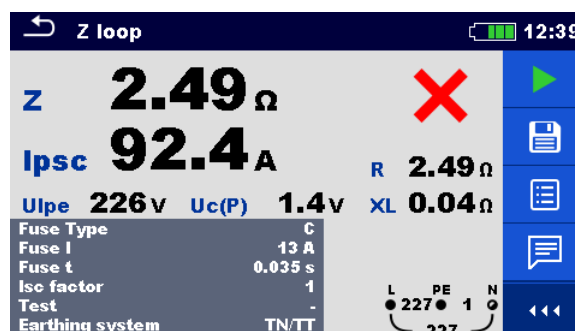 Z loop 12:39
Z 2.49 Ω
Ipsc 92.4 A
R 2.49 Ω
Ulpe 226 V Uc(P) 1.4 V XL 0.04 Ω
Fuse Type C
Fuse I 13 A
Fuse t 0.035 s
Isc factor 1
Test -
Earthing system TN/TT
L PE N
227 1
227